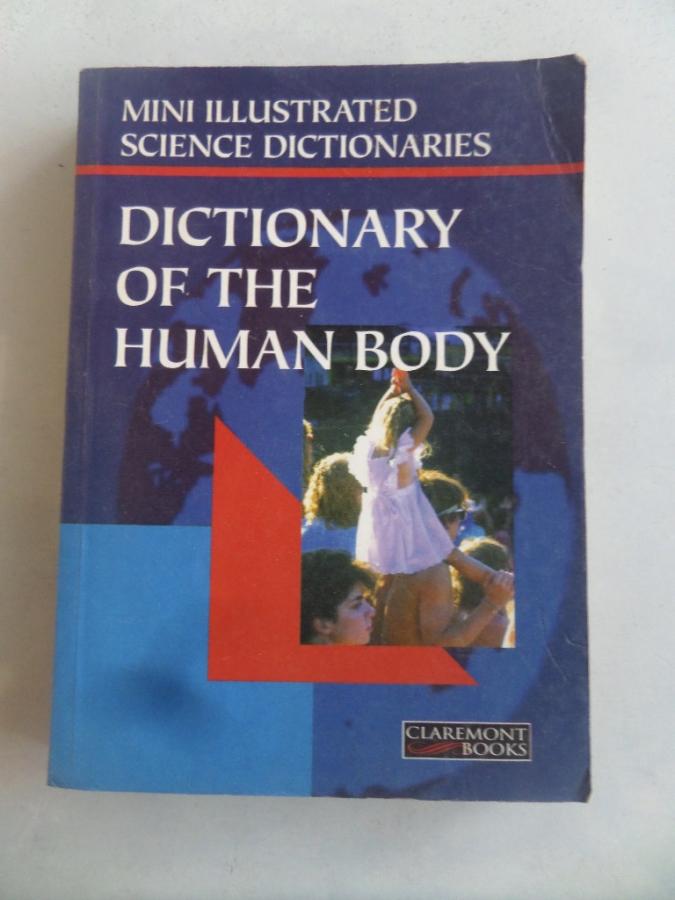 MINI ILLUSTRATED
SCIENCE DICTIONARIES
DICTIONARY
OF THE
HUMAN BODY
CLAREMONT
BOOKS